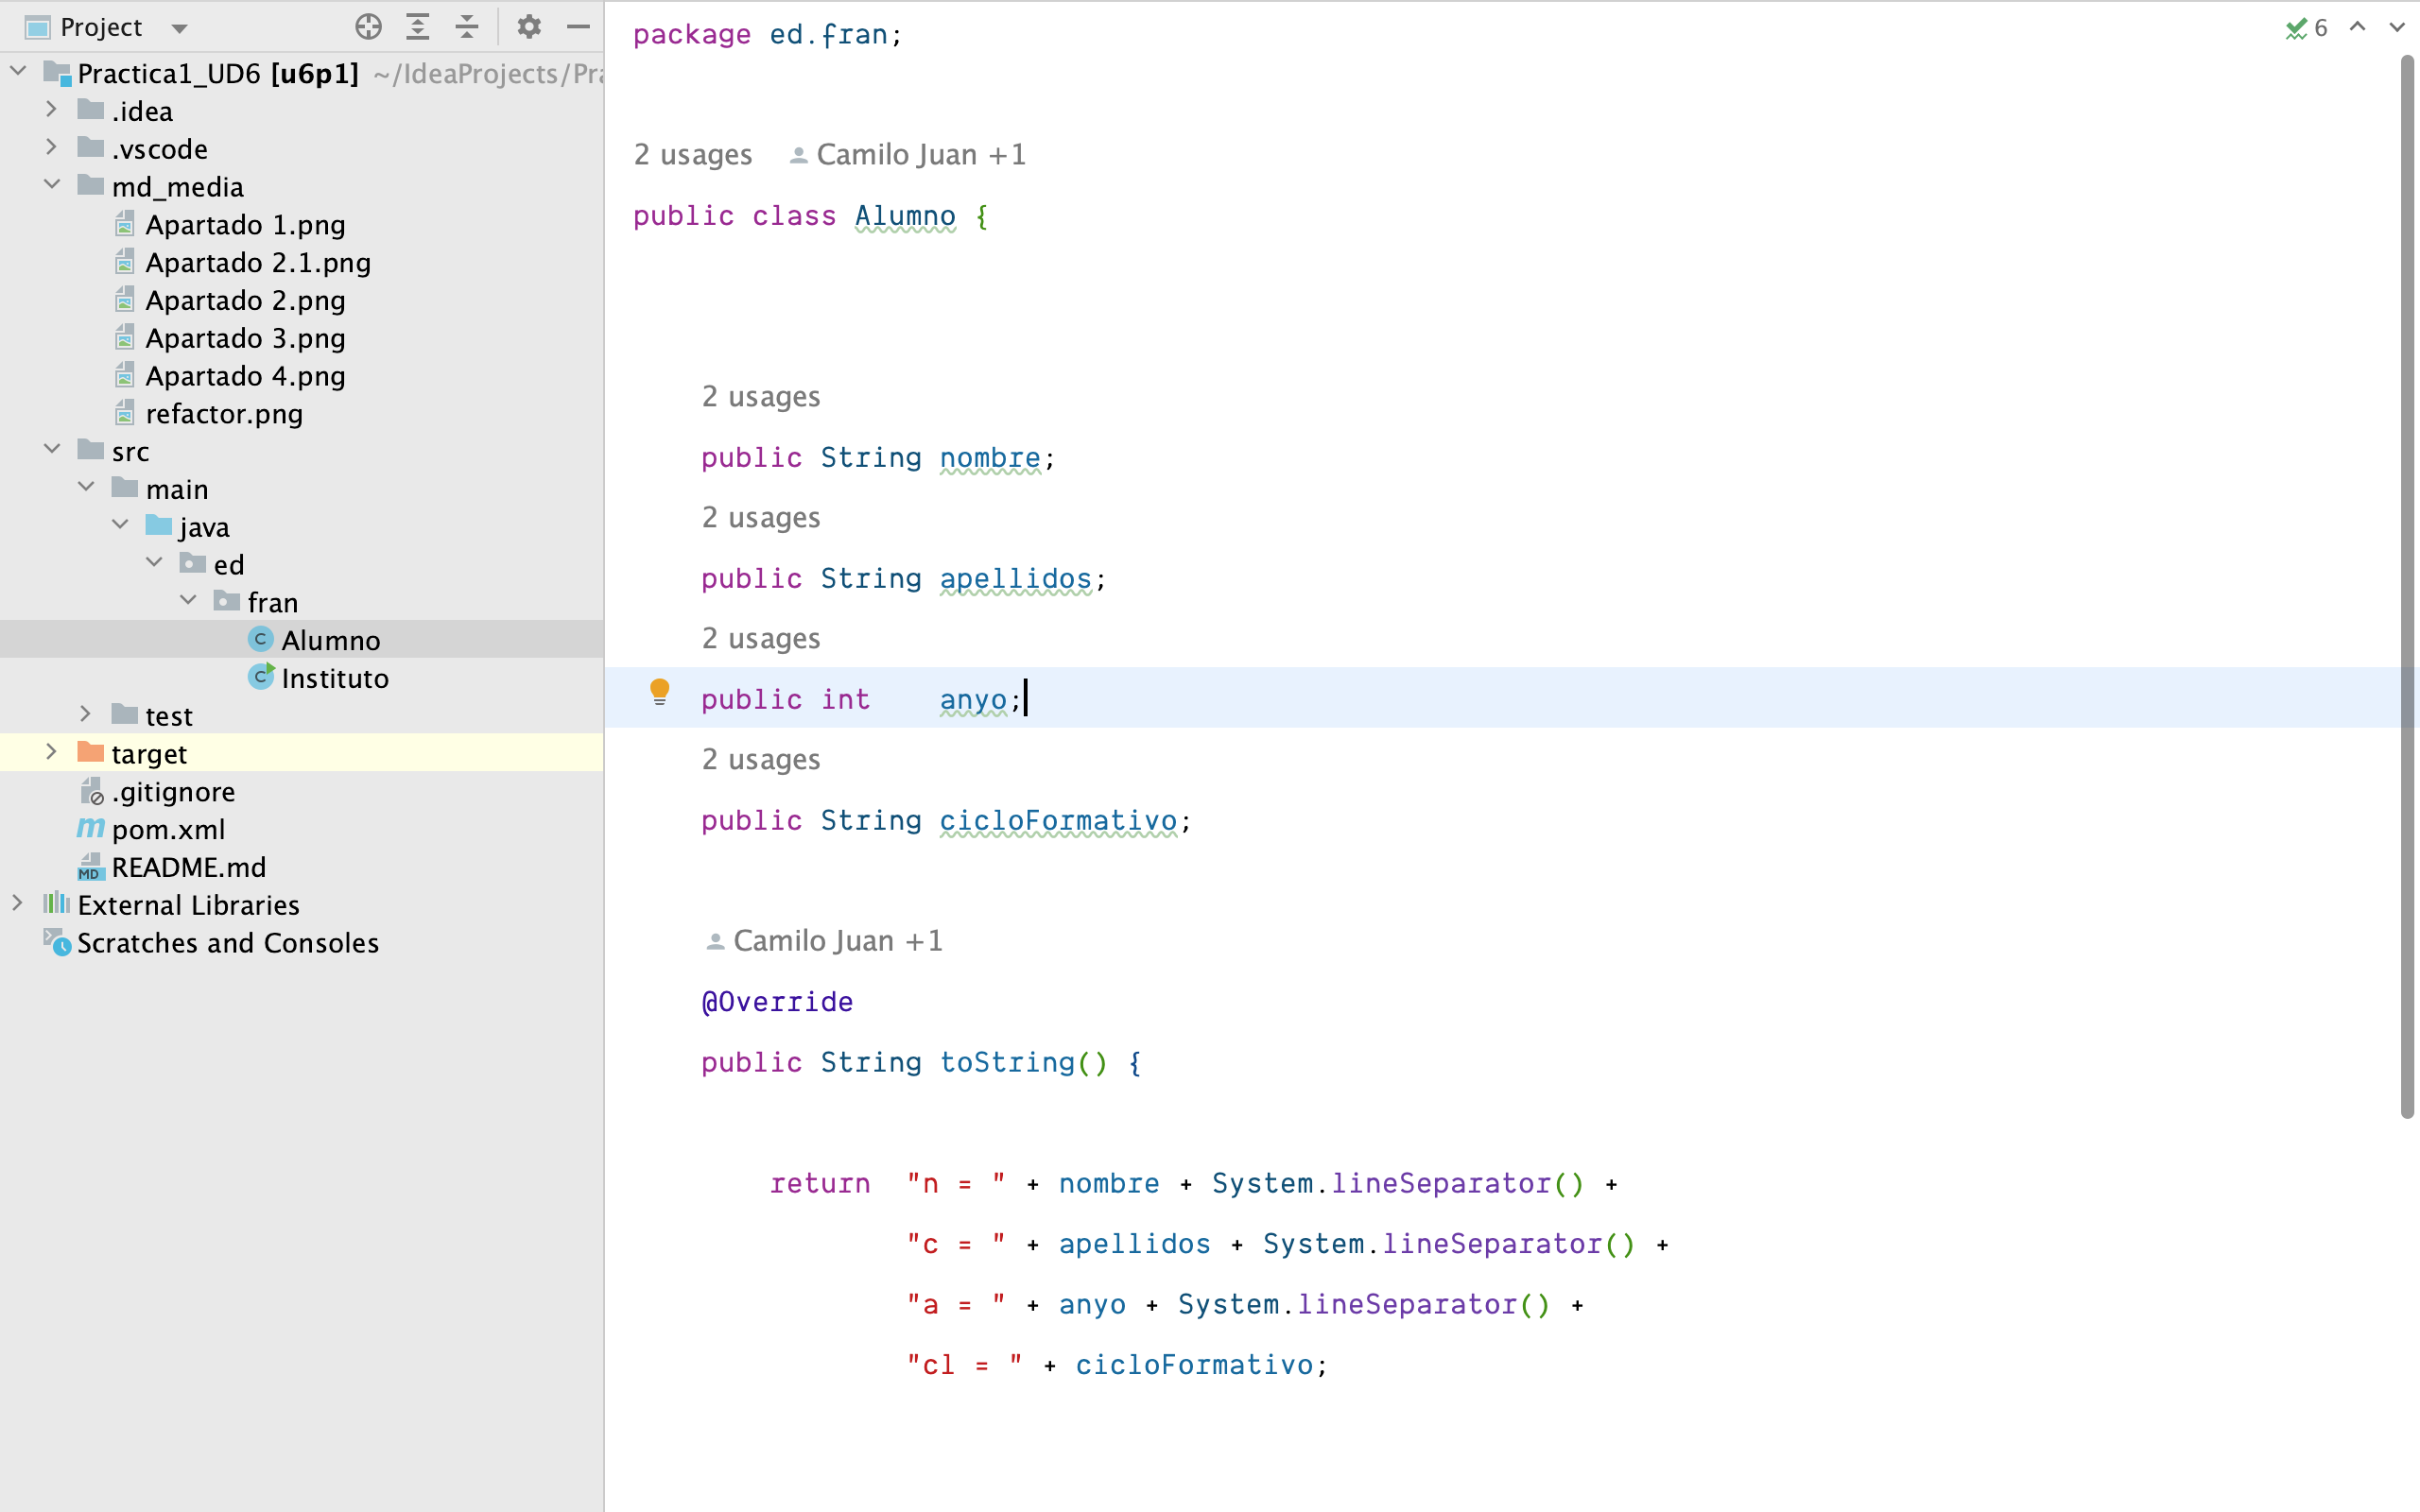 Project
Practica1_UD6 [u6p1] ~/IdeaProjects/Pra
.idea
.vscode
md_media
Apartado 1.png
Apartado 2.1.png
Apartado 2.png
Apartado 3.png
Apartado 4.png
refactor.png
src
main
java
ed
fran
Alumno
Instituto
test
target
.gitignore
pom.xml
README.md
External Libraries
Scratches and Consoles
6
package ed.fran;
2 usages Camilo Juan +1
public class Alumno {
2 usages
public String nombre;
2 usages
public String apellidos;
2 usages
public int    anyo;
2 usages
public String cicloFormativo;
Camilo Juan +1
@Override
public String toString() {
return  "n = " + nombre + System.lineSeparator() +
"c = " + apellidos + System.lineSeparator() +
"a = " + anyo + System.lineSeparator() +
"cl = " + cicloFormativo;